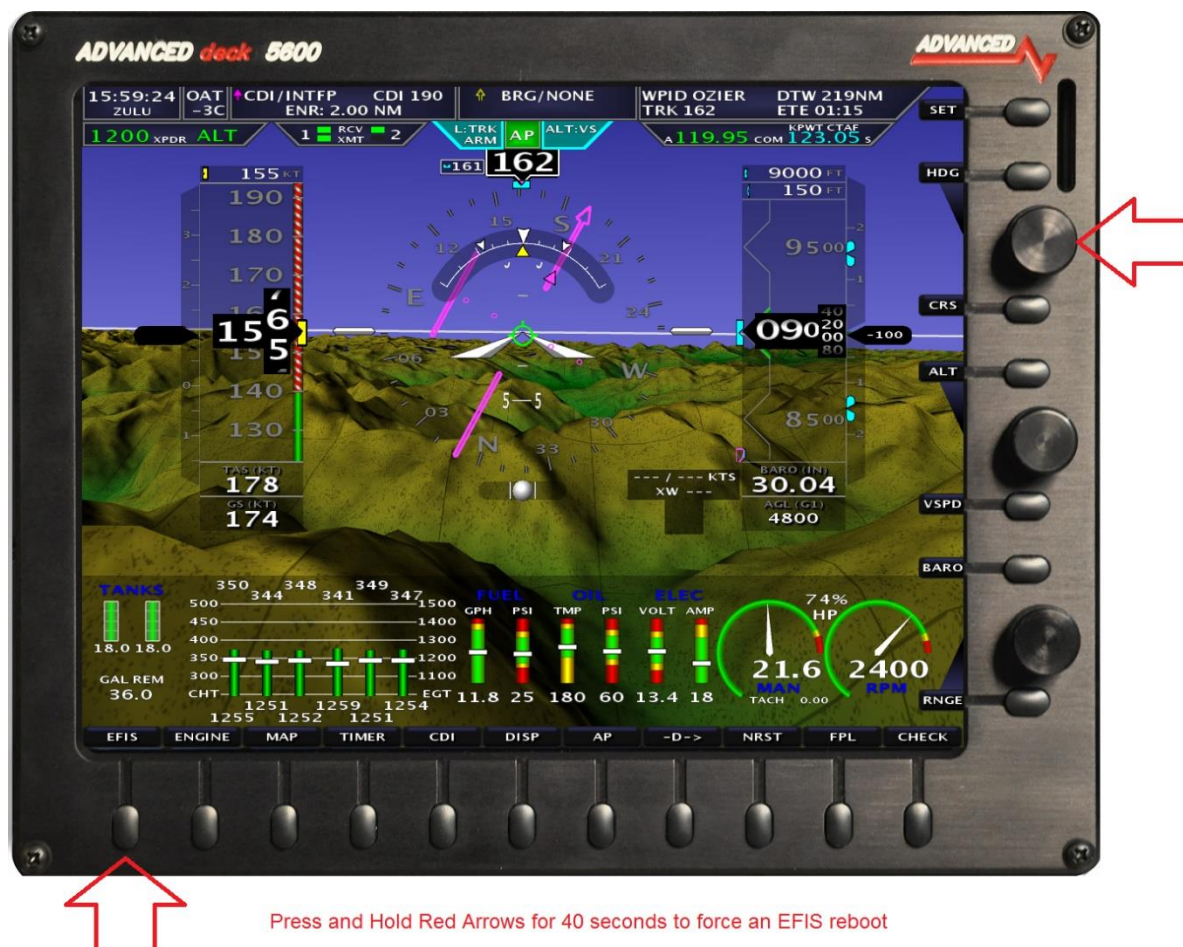 ADVANCED deck 5600
ADVANCED
15:59:24 OAT CDI/INTFP CDI 190 BRG/NONE WPID OZIER DTW 219NM
ZULU -3C ENR: 2.00 NM TRK 162 ETE 01:15
SET
1200 XPDR ALT 1 RCV 2 L:TRK AP ALT:VS A 119.95 COM KPWT CTAF
XMT ARM 123.05 S
161 162
155 KT 9000 FT
HDG
190 150 FT
15 S
180 12 21 9500
170
E 24
CRS
1565 09020 -100
00
40
80
06 W
ALT
140
5 5
03 30 8500
130 N 33
TAS (KT) --- / --- KTS BARO (IN)
178 XW --- 30.04
GS (KT) AGL (G1)
174 4800
VSPD
BARO
TANKS 350 344 348 341 349 347 FUEL OIL ELEC 74%
HP
500 1500 GPH PSI TMP PSI VOLT AMP
450 1400
400 1300
18.0 18.0 350 1200
300 1100 21.6 2400
GAL REM CHT EGT 11.8 25 180 60 13.4 18 MAN RPM
36.0 TACH 0.00
RNGE
1255 1251 1252 1259 1251 1254
EFIS ENGINE MAP TIMER CDI DISP AP -D-> NRST FPL CHECK
Press and Hold Red Arrows for 40 seconds to force an EFIS reboot